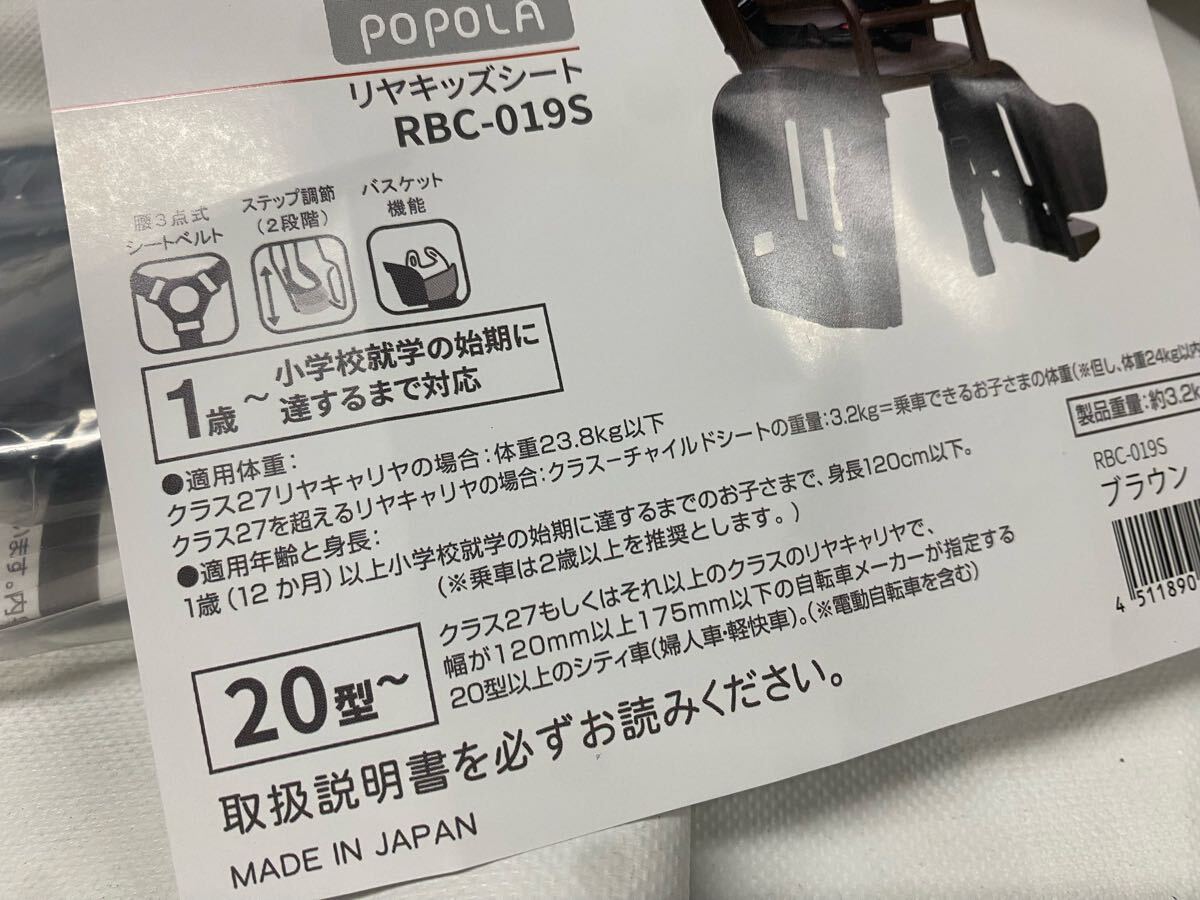 POPOLA
リヤキッズシート
RBC-019S
腰3点式
シートベルト
ステップ調節
(2段階)
バスケット
機能
1歳~
小学校就学の始期に
達するまで対応
●適用体重:
クラス27リヤキャリヤの場合:体重23.8kg以下
クラス27を超えるリヤキャリヤの場合:クラスーチャイルドシートの重量:3.2kg=乗車できるお子さまの体重(※但し、体重24kg以内
●適用年齢と身長:
1歳(12か月)以上小学校就学の始期に達するまでのお子さまで、身長120cm以下。
(※乗車は2歳以上を推奨とします。)
20型~
クラス27もしくはそれ以上のクラスのリヤキャリヤで、
幅が120mm以上175mm以下の自転車メーカーが指定する
20型以上のシティ車(婦人車・軽快車)。(※電動自転車を含む)
取扱説明書を必ずお読みください。
MADE IN JAPAN
製品重量:約3.2k
RBC-019S
ブラウン
4 511890
ます。内